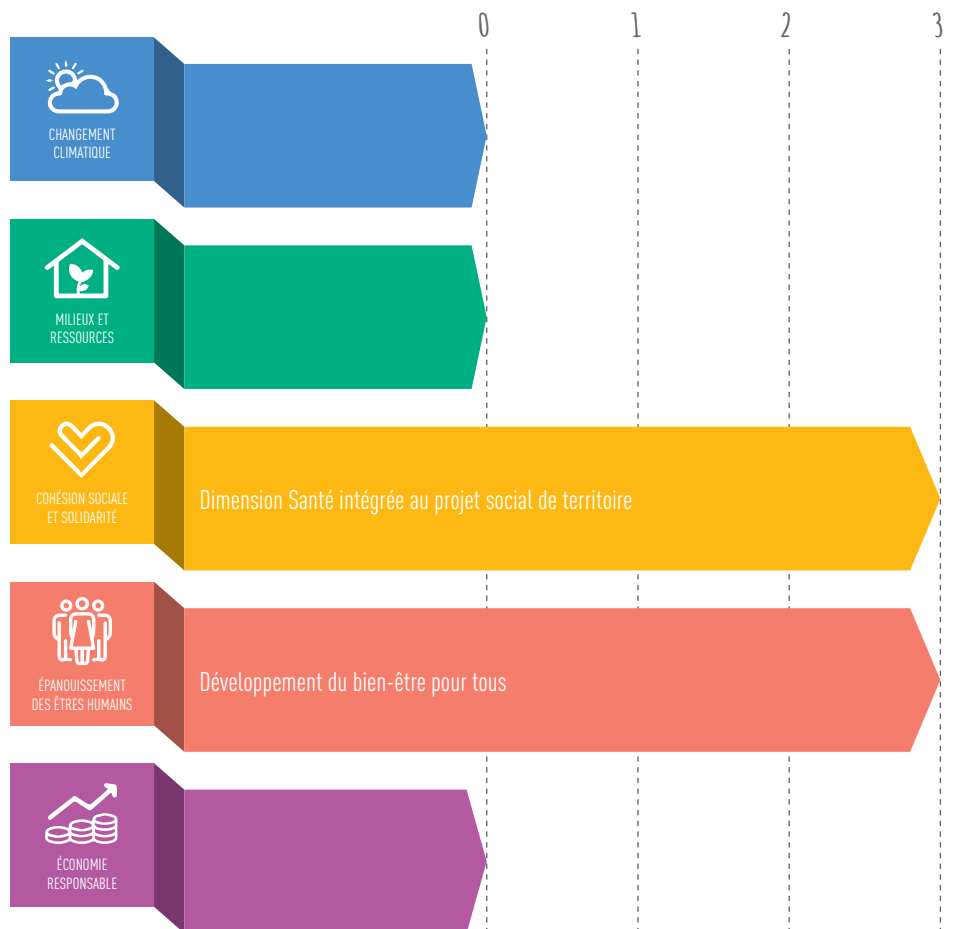 0 1 2 3
CHANGEMENT
CLIMATIQUE
MILIEUX ET
RESSOURCES
COHÉSION SOCIALE
ET SOLIDARITÉ
Dimension Santé intégrée au projet social de territoire
ÉPANOUISSEMENT
DES ÊTRES HUMAINS
Développement du bien-être pour tous
ÉCONOMIE
RESPONSABLE